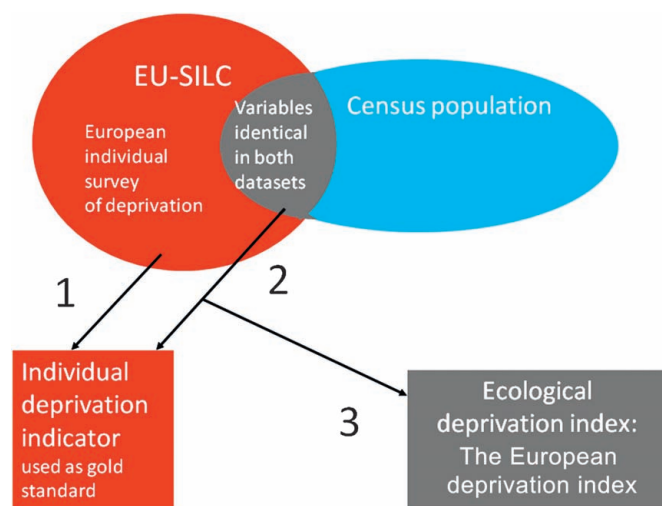 EU-SILC
European
individual
survey
of deprivation
Variables
identical
in both
datasets
Census population
1
2
Individual
deprivation
indicator
used as gold
standard
3
Ecological
deprivation index:
The European
deprivation index